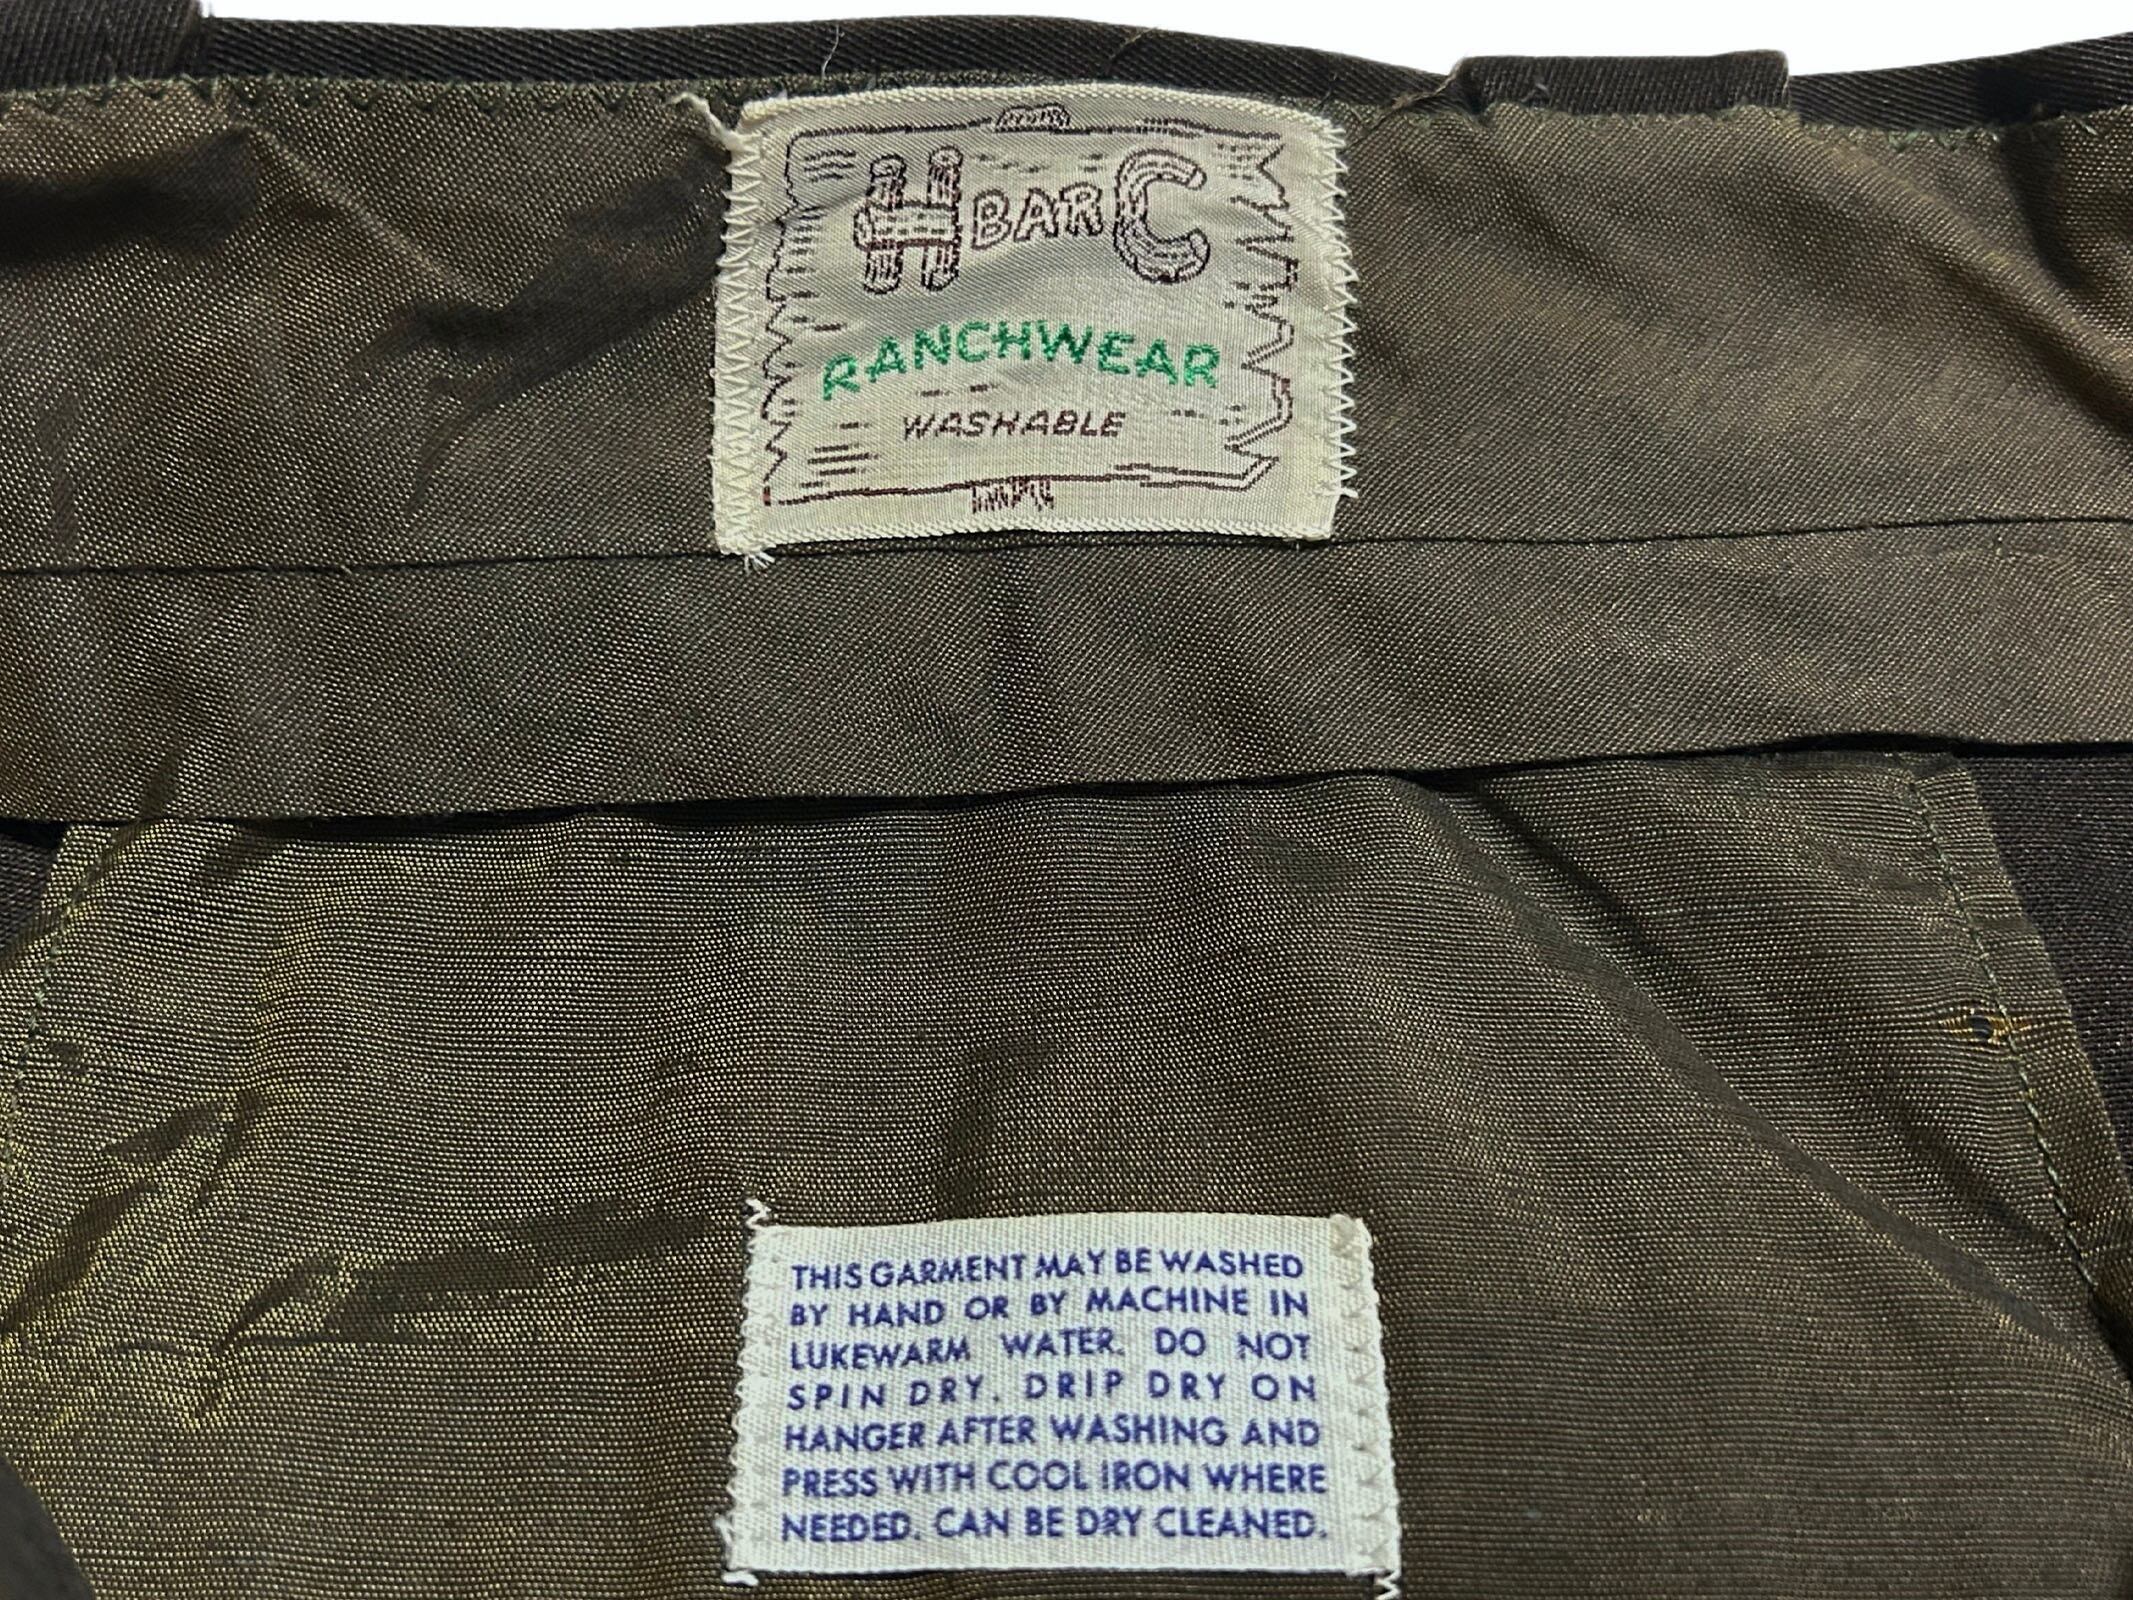 H BAR C
RANCHWEAR
WASHABLE
THIS GARMENT MAY BE WASHED
BY HAND OR BY MACHINE IN
LUKEWARM WATER. DO NOT
SPIN DRY. DRIP DRY ON
HANGER AFTER WASHING AND
PRESS WITH COOL IRON WHERE
NEEDED. CAN BE DRY CLEANED.